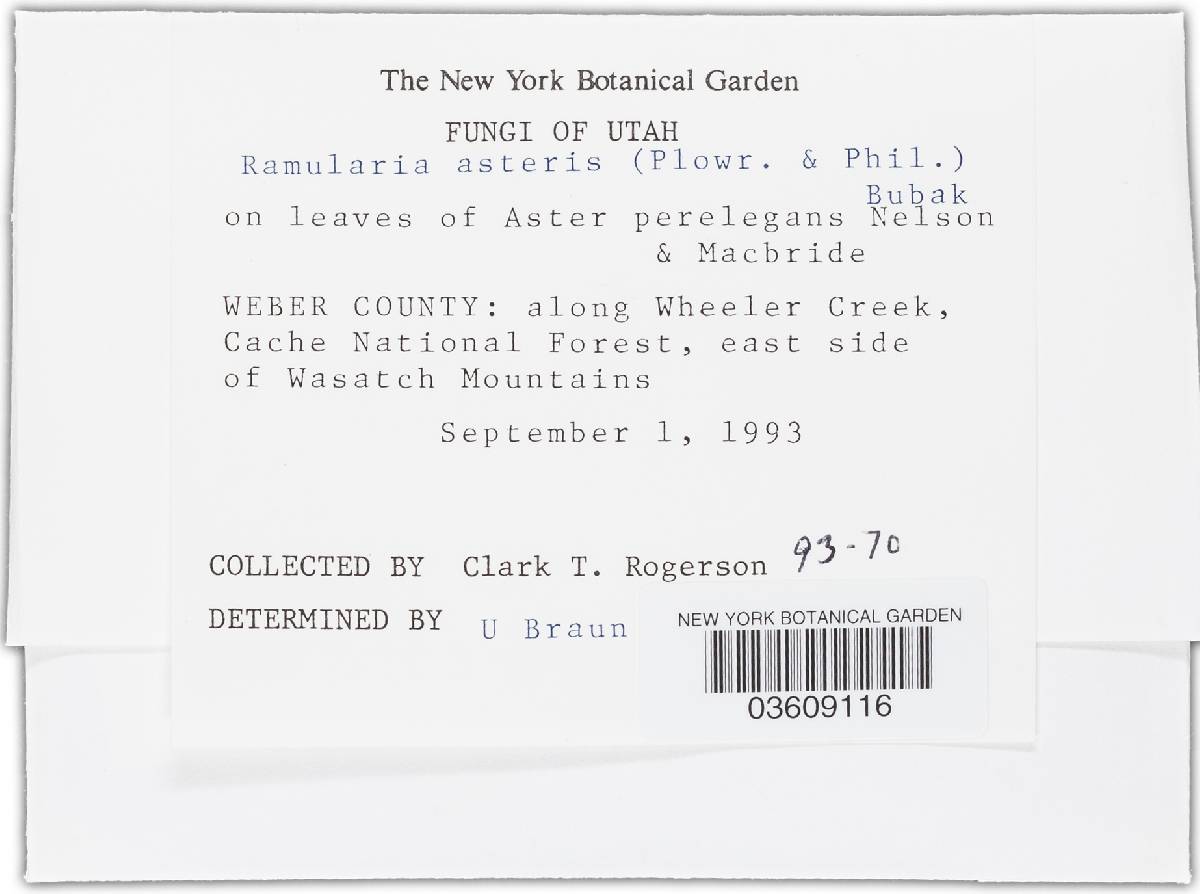 The New York Botanical Garden
FUNGI OF UTAH
Ramularia asteris (Plowr. & Phil.)
Bubak
on leaves of Aster perelegans Nelson
& Macbride
WEBER COUNTY: along Wheeler Creek,
Cache National Forest, east side
of Wasatch Mountains
September 1, 1993
COLLECTED BY Clark T. Rogerson 93-70
DETERMINED BY U Braun
NEW YORK BOTANICAL GARDEN
03609116